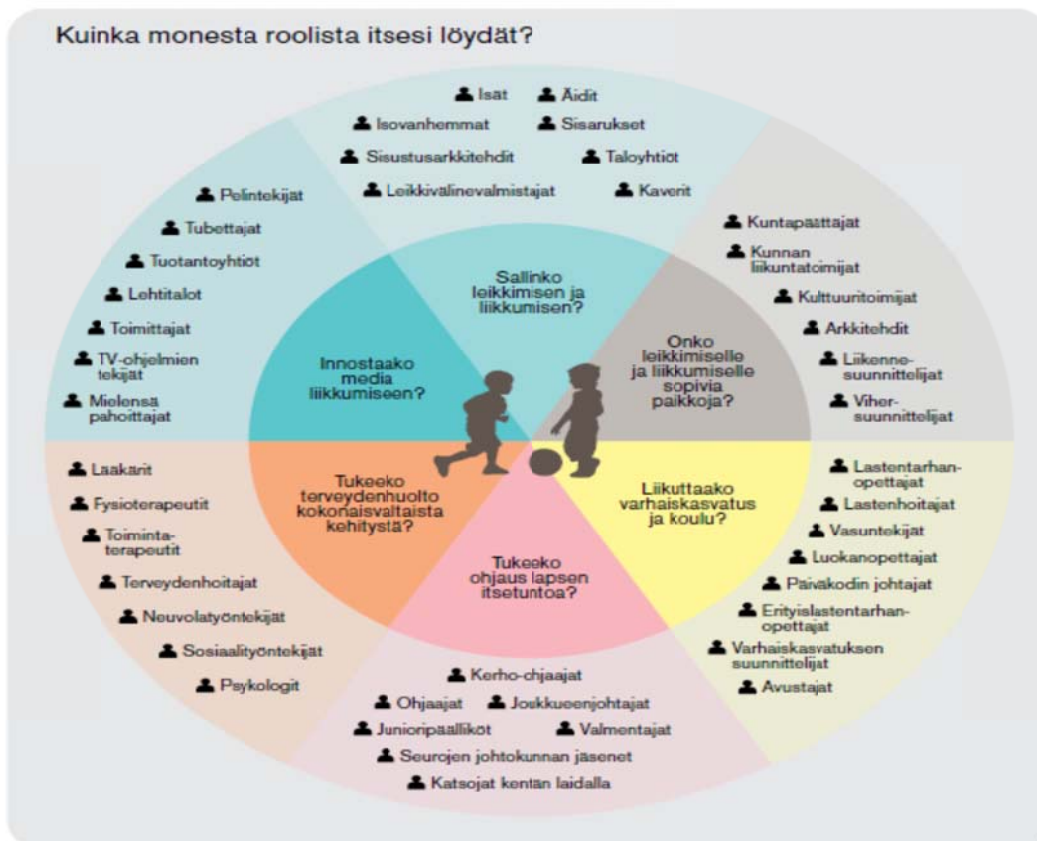 Kuinka monesta roolista itsesi löydät?
Isät
Äidit
Isovanhemmat
Sisarukset
Sisustusarkkitehdit
Taloyhtiöt
Leikkivälinevalmistajat
Kaverit
Pelintekijät
Tubettajat
Tuotantoyhtiöt
Lehtitalot
Toimittajat
TV-ohjelmien
tekijät
Mielensä
pahoittajat
Kuntapäättäjät
Kunnan
liikuntatoimijat
Kulttuuritoimijat
Arkkitehdit
Liikenne-
suunnittelijat
Viher-
suunnittelijat
Sallinko
leikkimisen ja
liikkumisen?
Innostaako
media
liikkumiseen?
Onko
leikkimiselle
ja liikkumiselle
sopivia
paikkoja?
Tukeeko
terveydenhuolto
kokonaisvaltaista
kehitystä?
Liikuttaako
varhaiskasvatus
ja koulu?
Tukeeko
ohjaus lapsen
itsetuntoa?
Lääkärit
Fysioterapeutit
Toiminta-
terapeutit
Terveydenhoitajat
Neuvolatyöntekijät
Sosiaalityöntekijät
Psykologit
Lastentarhan-
opettajat
Lastenhoitajat
Vasuntekijät
Luokanopettajat
Päiväkodin johtajat
Erityislastentarhan-
opettajat
Varhaiskasvatuksen
suunnittelijat
Avustajat
Kerho-ohjaajat
Ohjaajat
Joukkueenjohtajat
Junioripäälliköt
Valmentajat
Seurojen johtokunnan jäsenet
Katsojat kentän laidalla